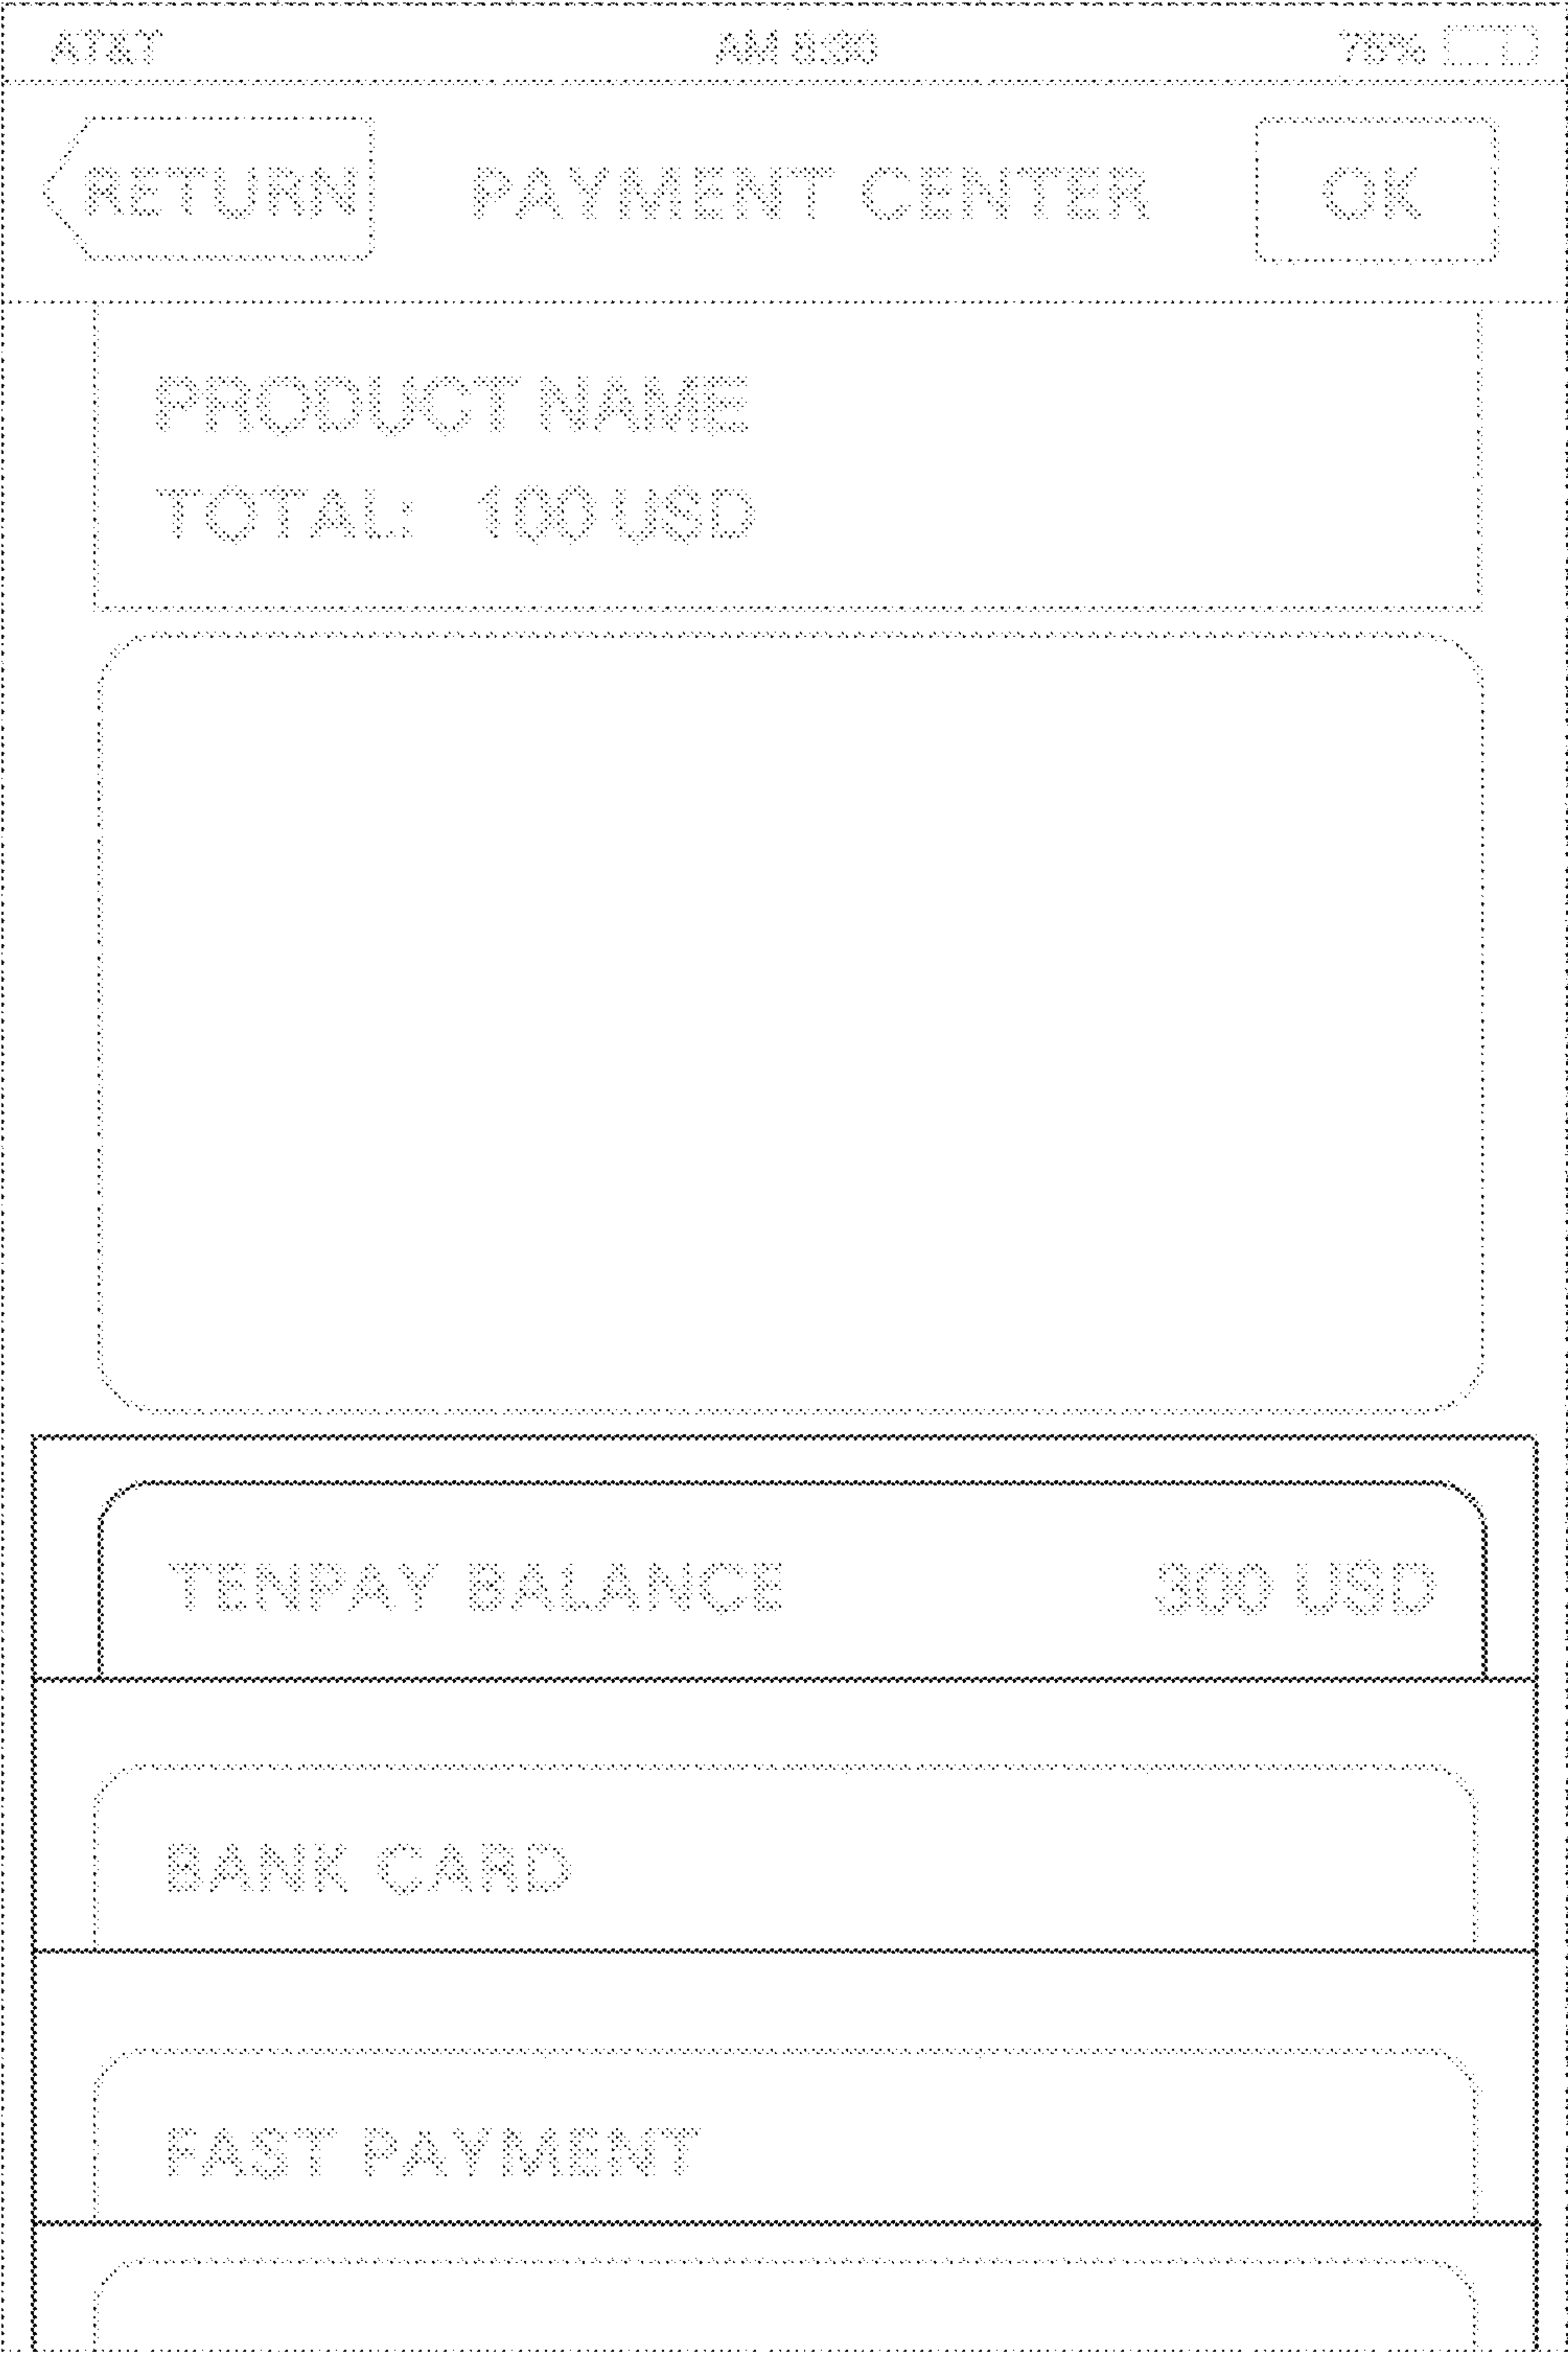 AT&T AM 8:30 78%
RETURN PAYMENT CENTER OK
PRODUCT NAME
TOTAL: 100 USD
TENPAY BALANCE 300 USD
BANK CARD
FAST PAYMENT